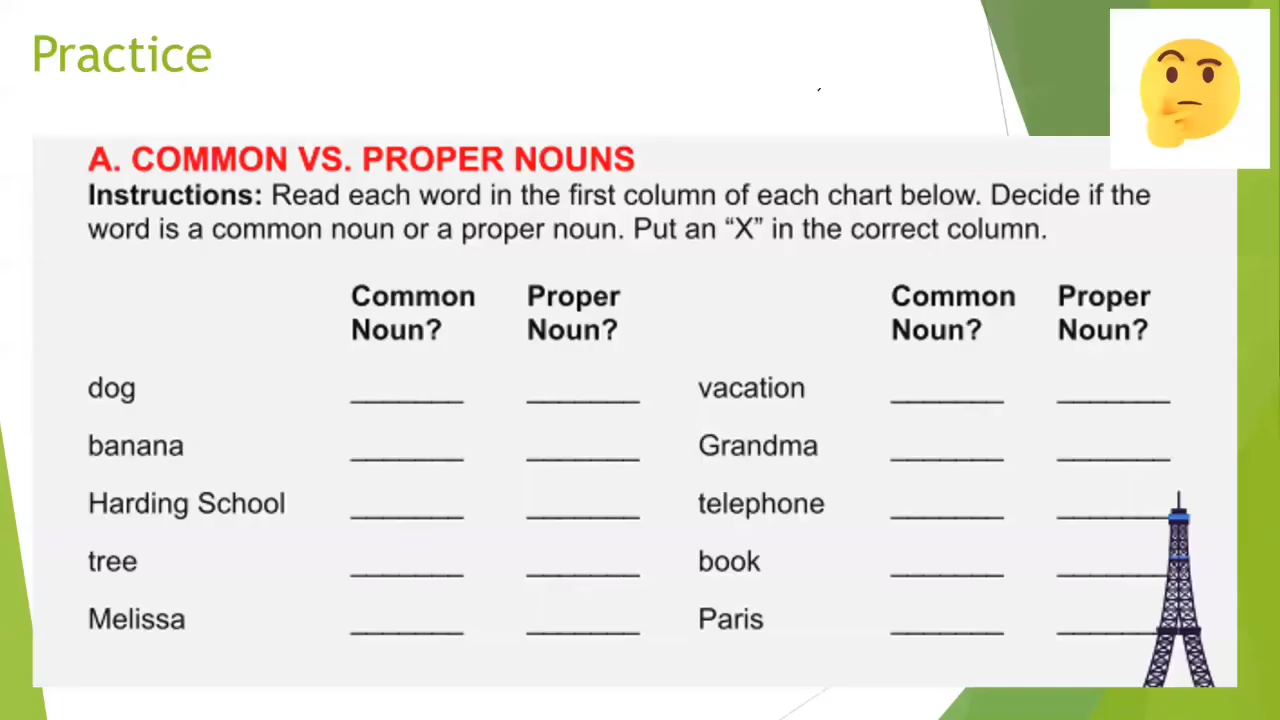 Practice
A. COMMON VS. PROPER NOUNS
Instructions: Read each word in the first column of each chart below. Decide if the
word is a common noun or a proper noun. Put an “X” in the correct column.
Common Proper Common Proper
Noun? Noun? Noun? Noun?
dog ________ ________ vacation ________ ________
banana ________ ________ Grandma ________ ________
Harding School ________ ________ telephone ________ ________
tree ________ ________ book ________ ________
Melissa ________ ________ Paris ________ ________